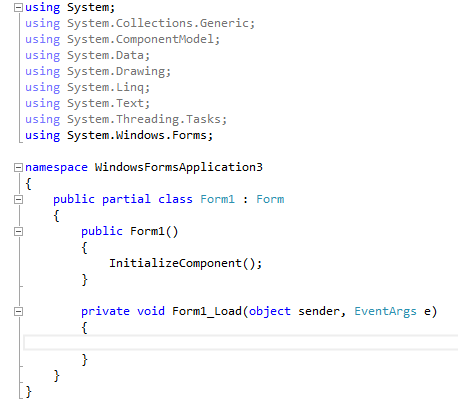 using System;
using System.Collections.Generic;
using System.ComponentModel;
using System.Data;
using System.Drawing;
using System.Linq;
using System.Text;
using System.Threading.Tasks;
using System.Windows.Forms;

namespace WindowsFormsApplication3
{
    public partial class Form1 : Form
    {
        public Form1()
        {
            InitializeComponent();
        }

        private void Form1_Load(object sender, EventArgs e)
        {

        }
    }
}